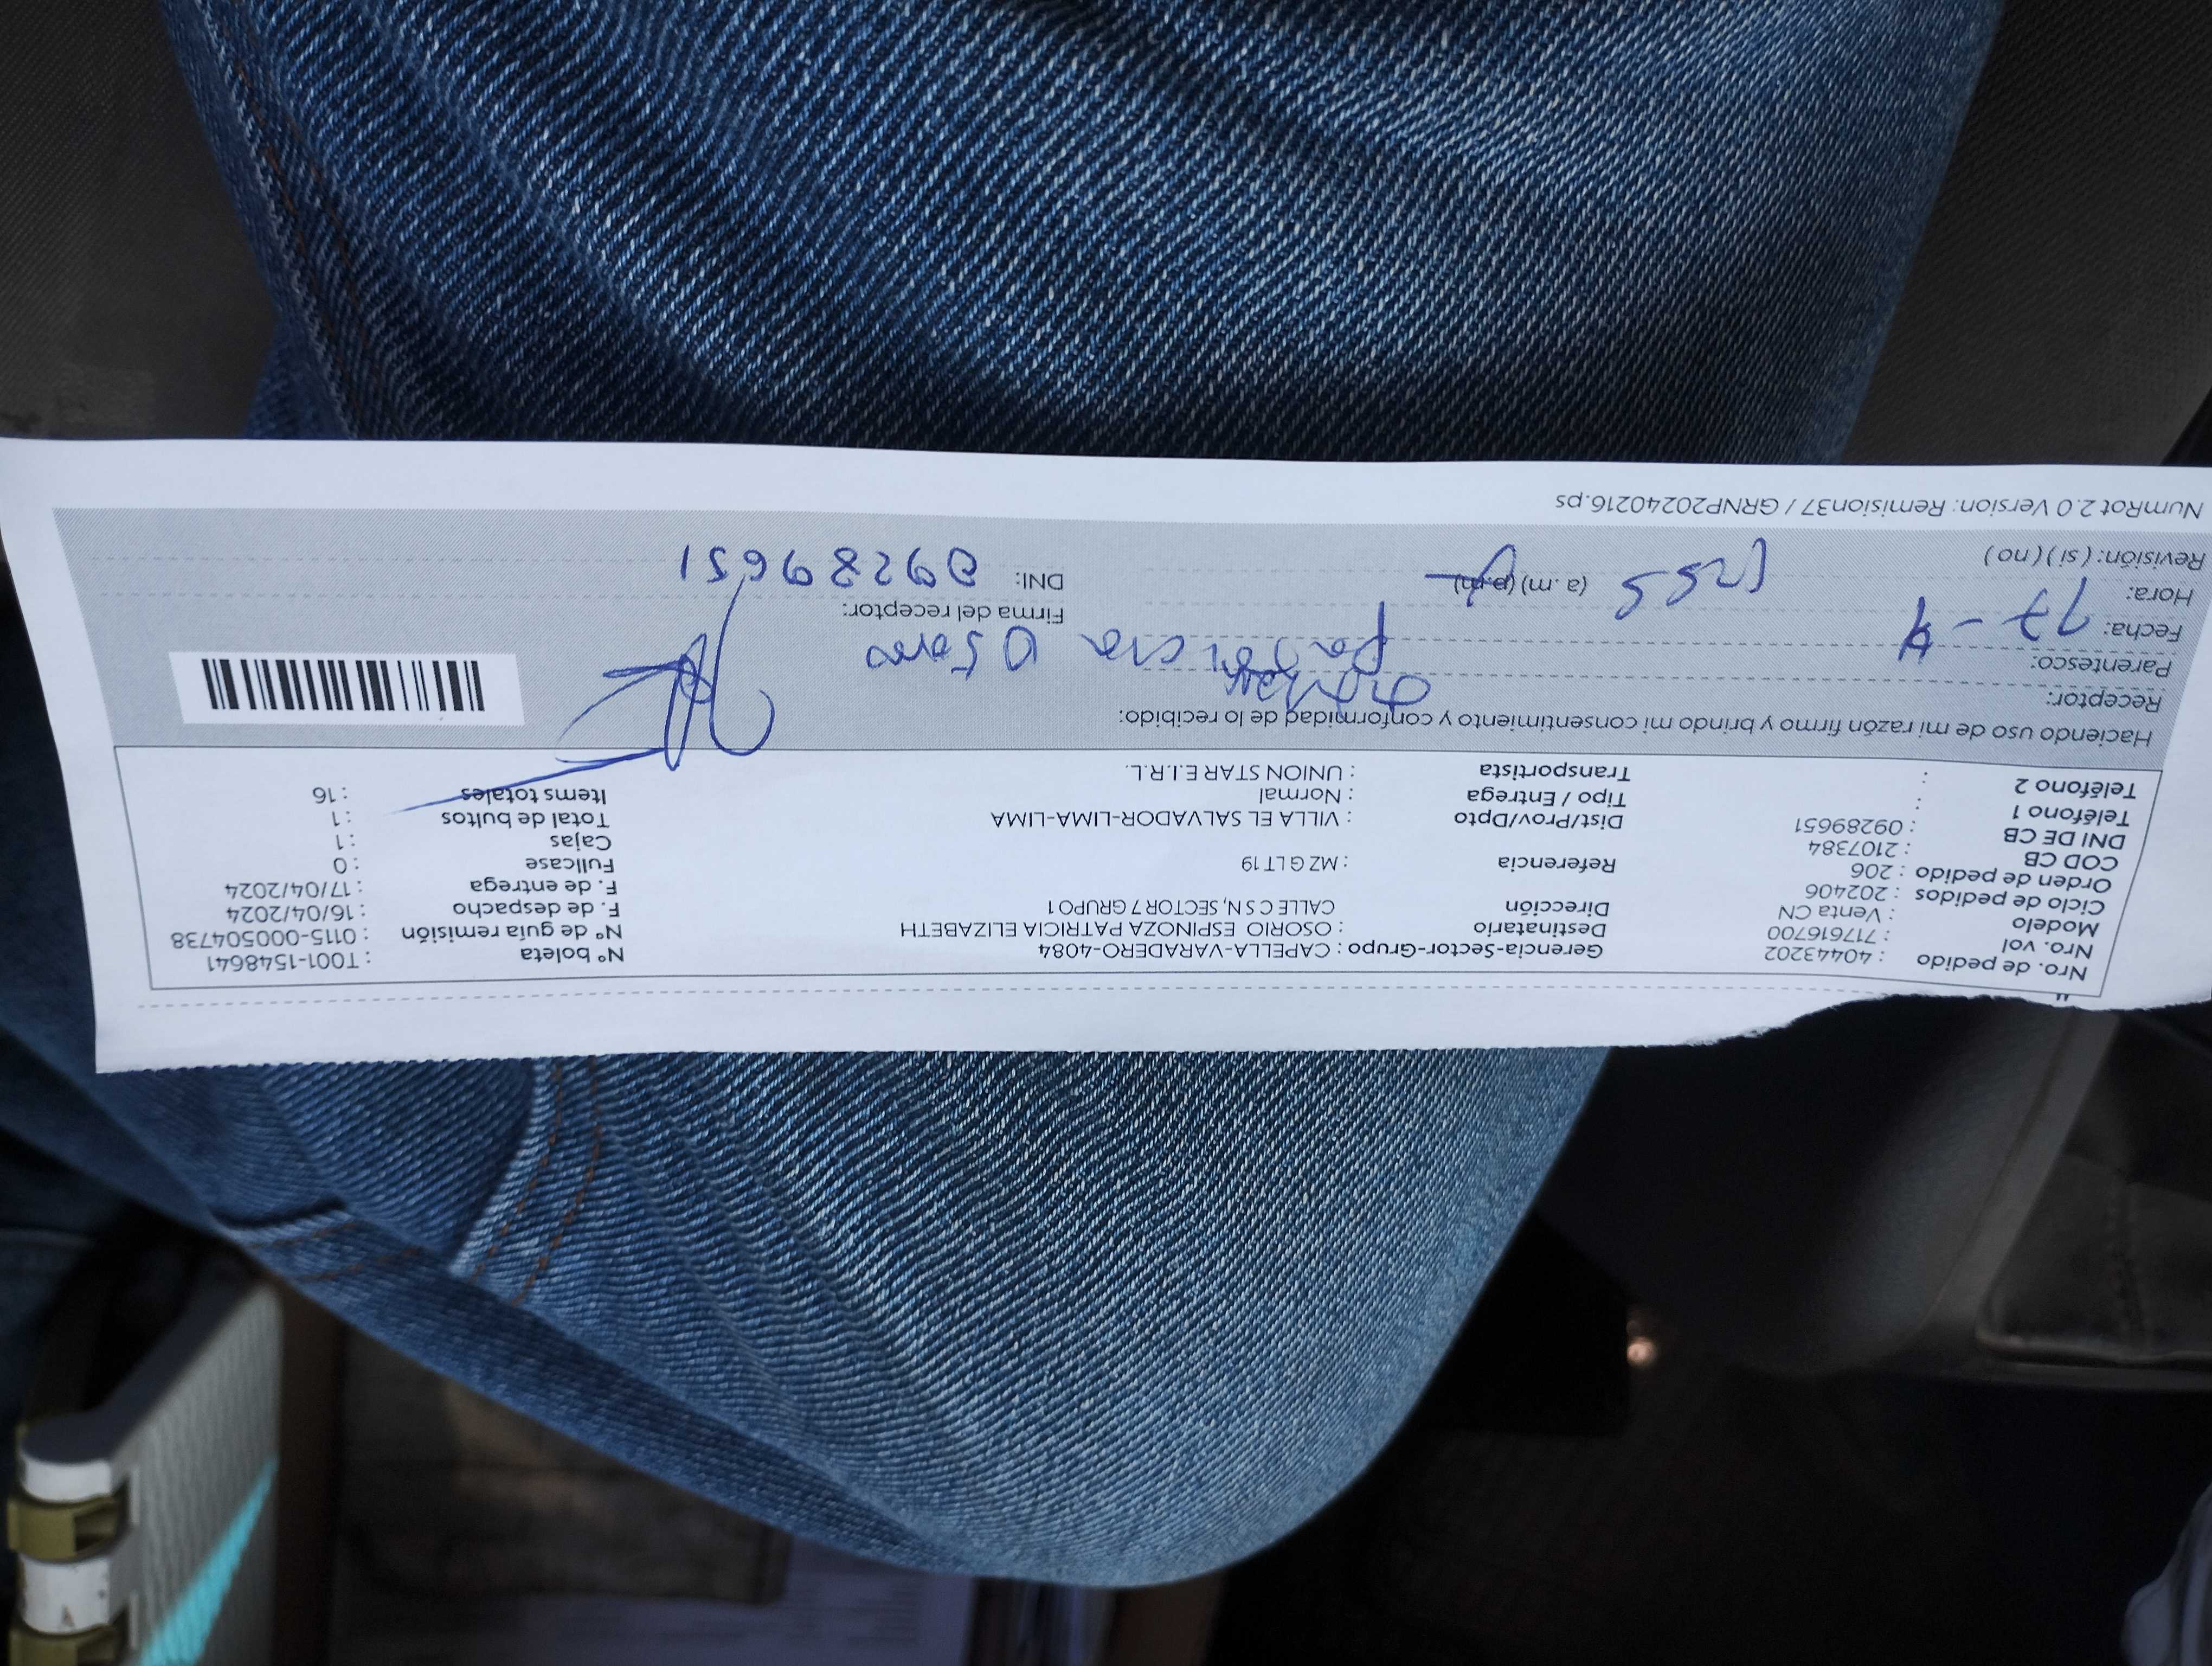 Nro. de pedido : 40443202
Nro. vol : 717616700
Modelo : Venta CN
Ciclo de pedidos : 202406
Orden de pedido : 206
COD CB : 2107384
DNI DE CB : 09289651
Teléfono 1 :
Teléfono 2 :
Gerencia-Sector-Grupo : CAPELLA-VARADERO-4084
Destinatario : OSORIO ESPINOZA PATRICIA ELIZABETH
Dirección CALLE C S N, SECTOR 7 GRUPO 1
Referencia : MZ G LT 19
Dist/Prov/Dpto : VILLA EL SALVADOR-LIMA-LIMA
Tipo / Entrega : Normal
Transportista : UNION STAR E.I.R.L.
Nº boleta : T001-1548641
Nº de guía remisión : 0115-000504738
F. de despacho : 16/04/2024
F. de entrega : 17/04/2024
Fullcase : 0
Cajas : 1
Total de bultos : 1
Items totales : 16
Haciendo uso de mi razón firmo y brindo mi consentimiento y conformidad de lo recibido:
Receptor:
Parentesco: Patricia Osorio
Fecha: 17-4
Hora: (a.m) (p.m)
Revisión: (si) (no)
Firma del receptor:
DNI: 09289651
NumRot 2.0 Version: Remision37 / GRNP20240216.ps